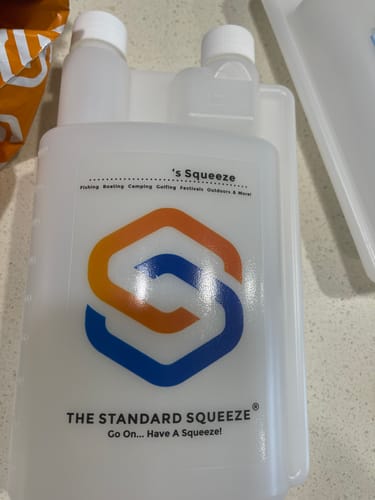 's Squeeze
Fishing Boating Camping Golfing Festivals Outdoors & More!
THE STANDARD SQUEEZE®
Go On... Have A Squeeze!